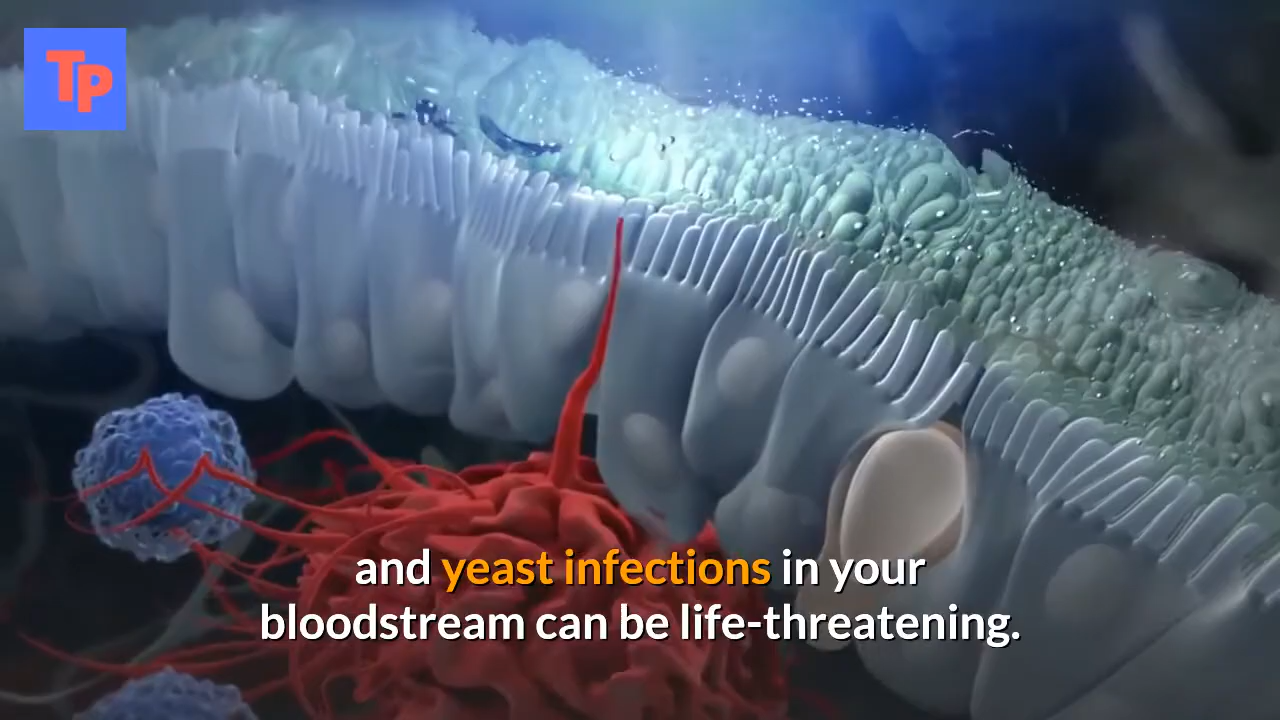 TP
and yeast infections in your
bloodstream can be life-threatening.